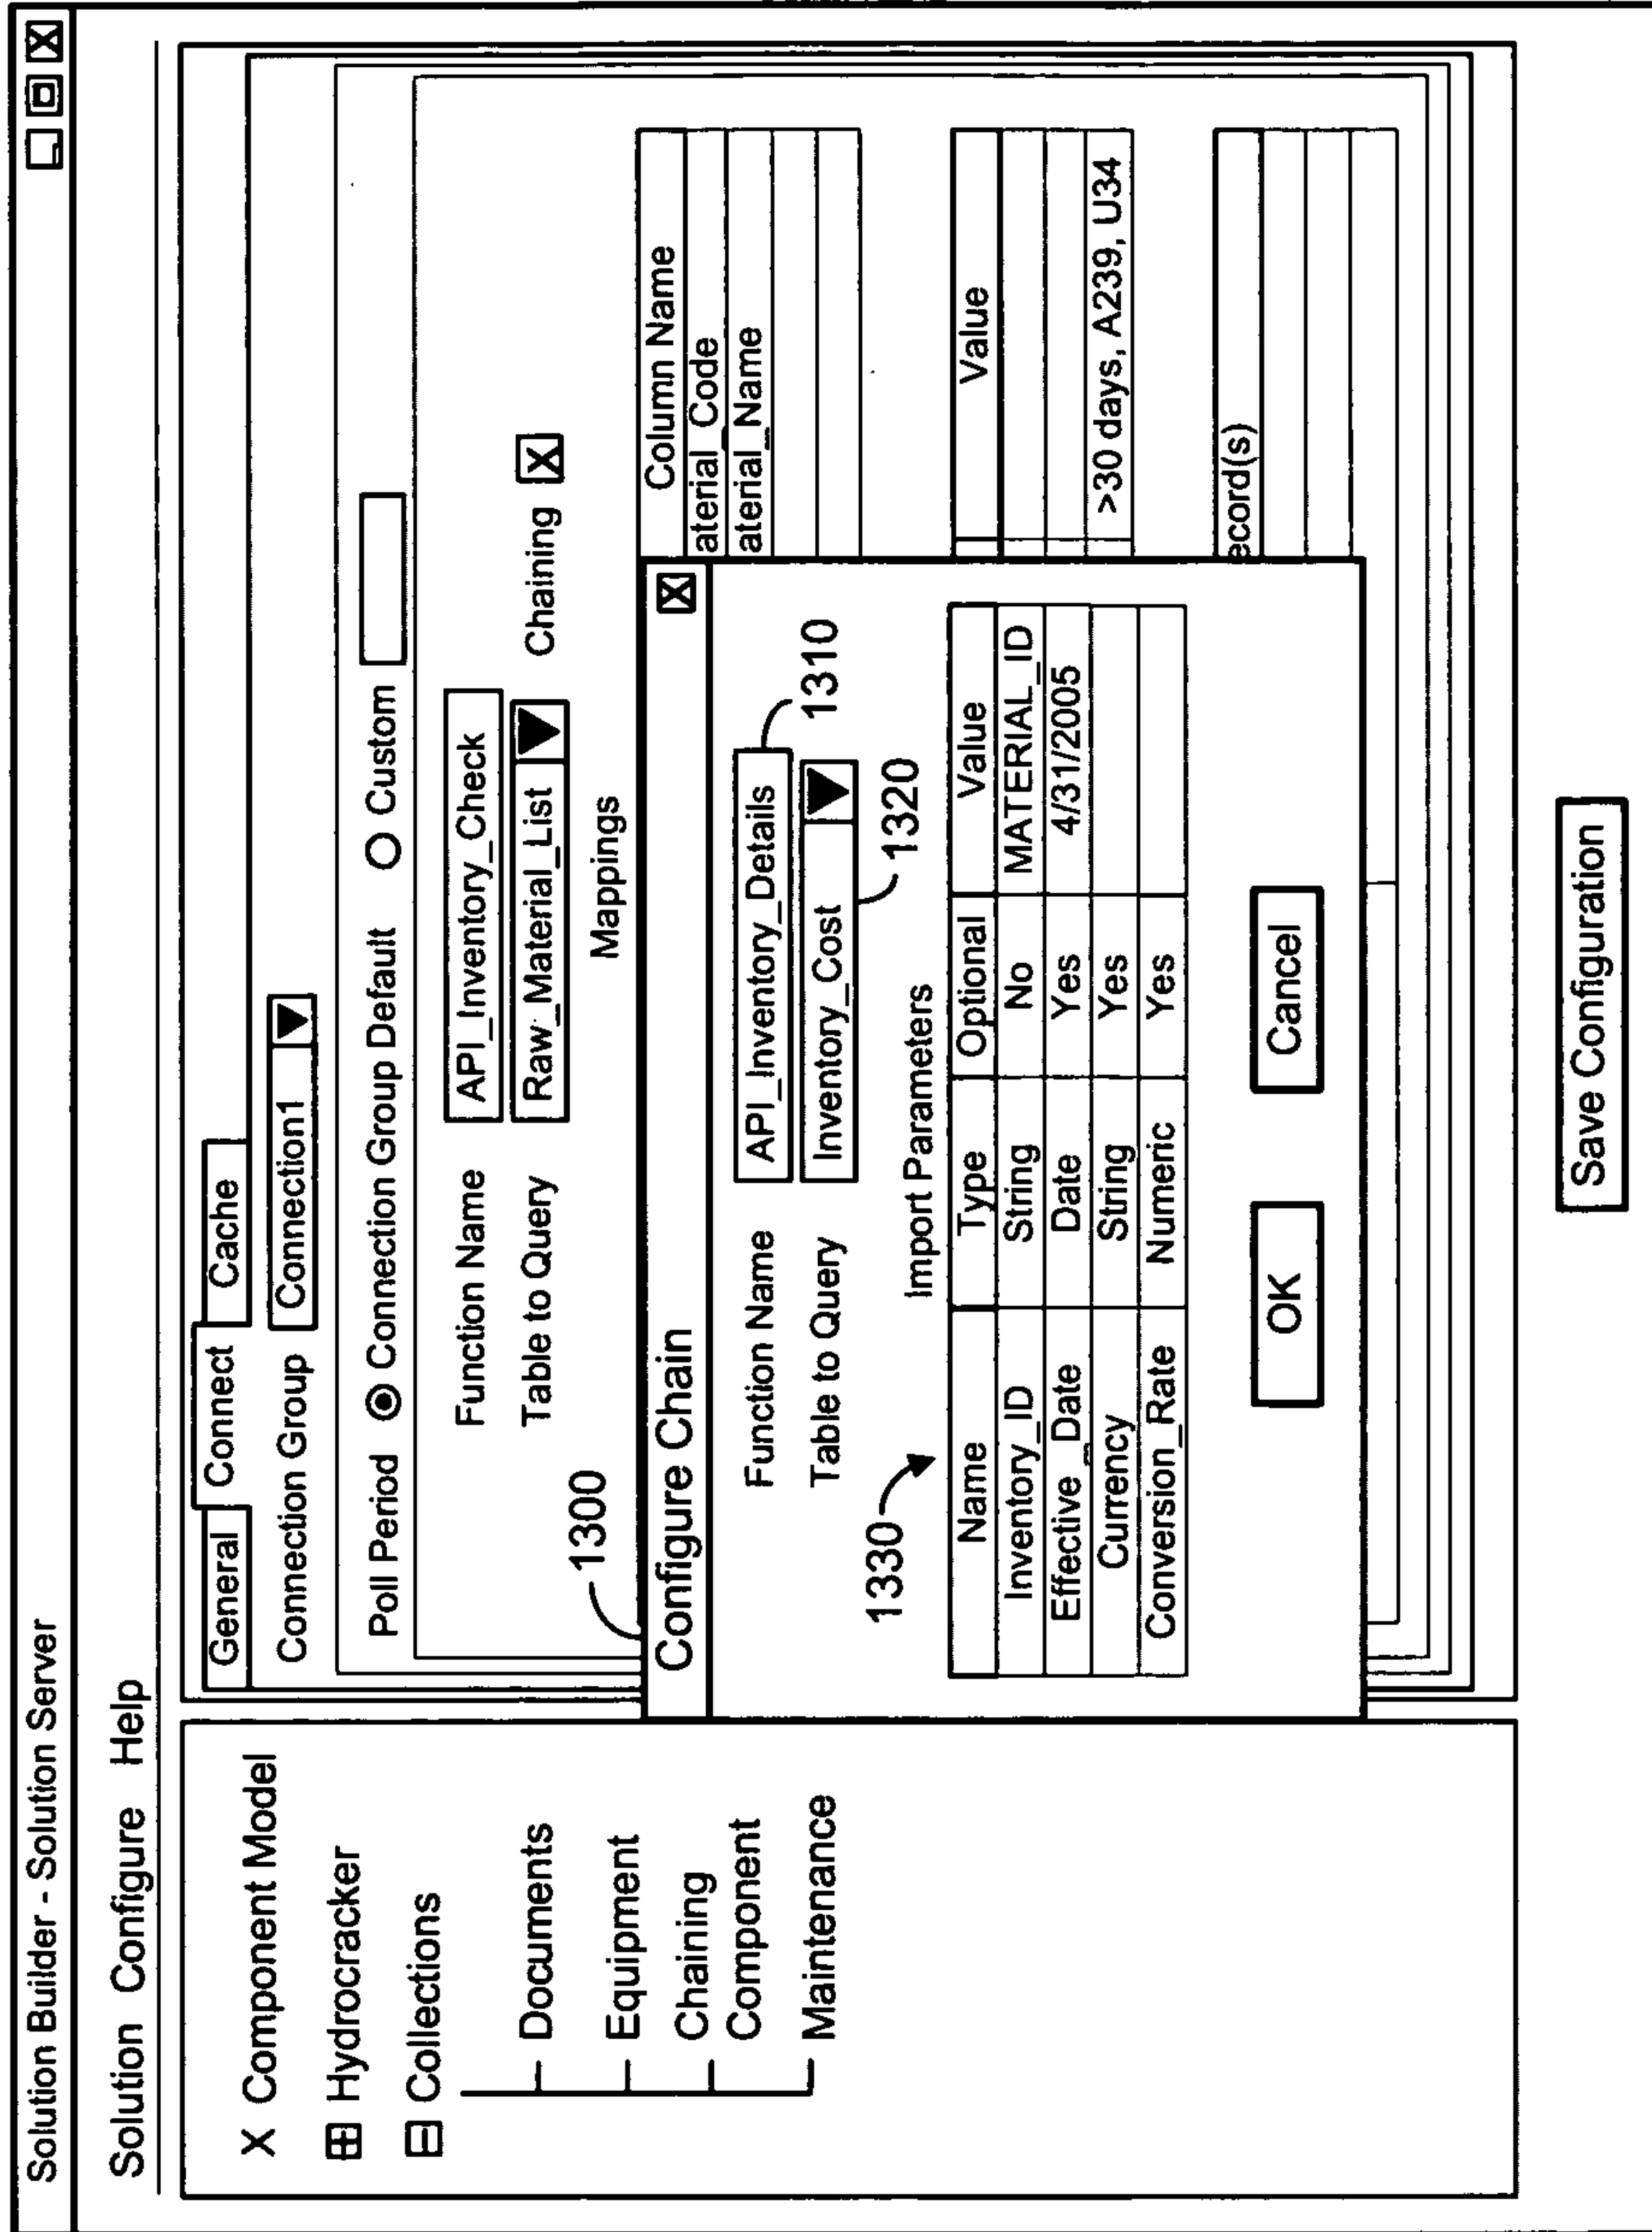 Solution Builder - Solution Server
Solution Configure Help
X Component Model
Hydrocracker
Collections
Documents
Equipment
Chaining
Component
Maintenance
General Connect Cache
Connection Group Connection1
Poll Period Connection Group Default Custom
Function Name API_Inventory_Check
Table to Query Raw_Material_List Chaining X
Mappings
Column Name
aterial_Code
aterial_Name
Value
>30 days, A239, U34
ecord(s)
1300
Configure Chain X
Function Name API_Inventory_Details 1310
Table to Query Inventory_Cost 1320
1330
Import Parameters
Name Type Optional Value
Inventory_ID String No MATERIAL_ID
Effective_Date Date Yes 4/31/2005
Currency String Yes
Conversion_Rate Numeric Yes
OK Cancel
Save Configuration